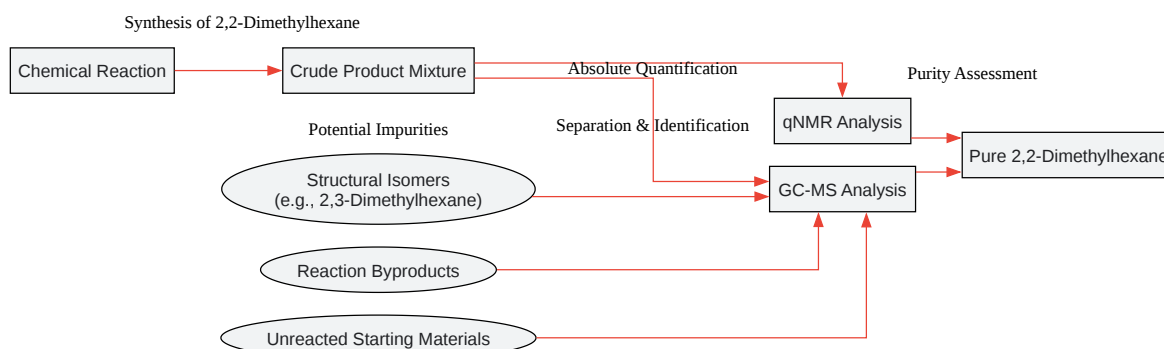 Synthesis of 2,2-Dimethylhexane
Chemical Reaction
Crude Product Mixture
Absolute Quantification
Purity Assessment
qNMR Analysis
Separation & Identification
Potential Impurities
Pure 2,2-Dimethylhexane
Structural Isomers
(e.g., 2,3-Dimethylhexane)
GC-MS Analysis
Reaction Byproducts
Unreacted Starting Materials